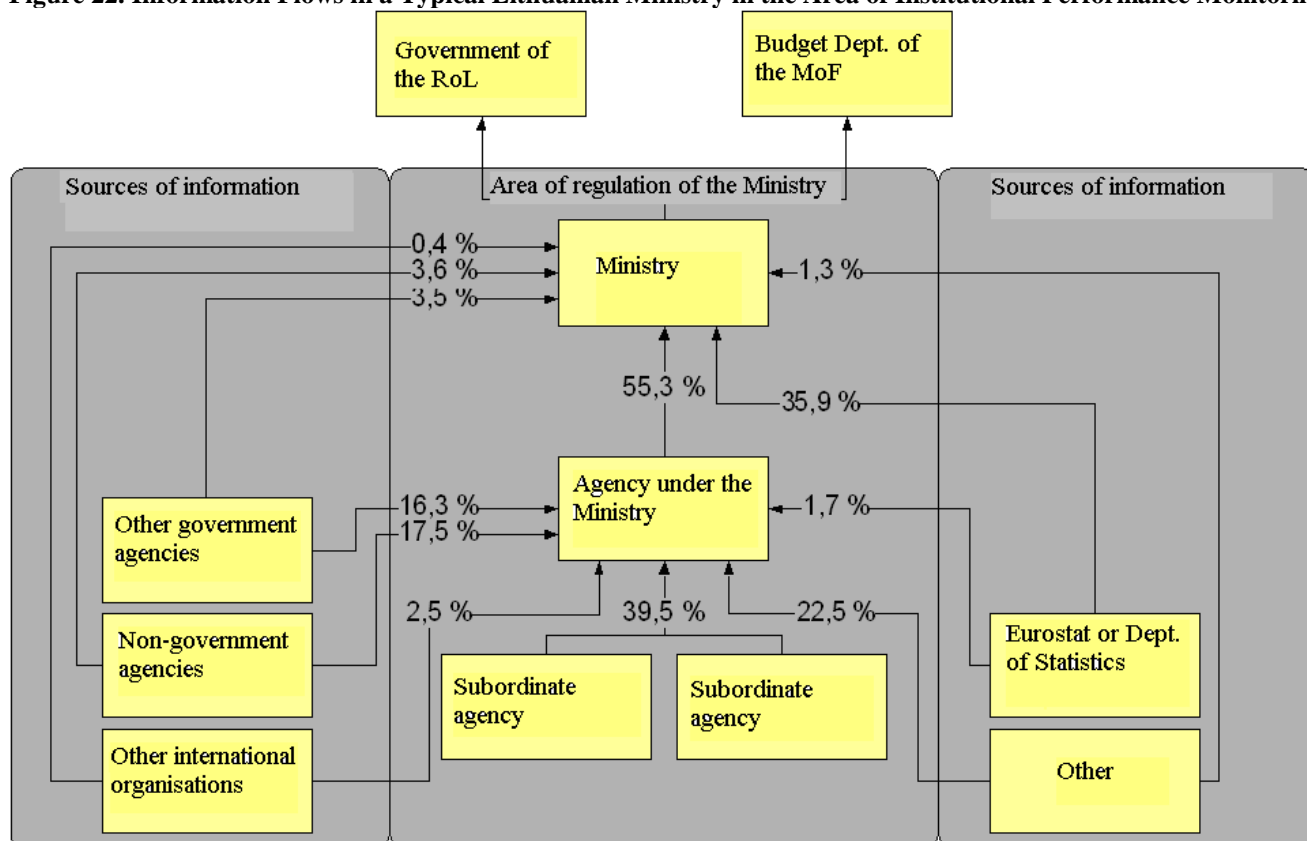 Figure 22. Information Flows in a Typical Lithuanian Ministry in the Area of Institutional Performance
Government of
the RoL
Budget Dept. of
the MoF
Sources of information
Area of regulation of the Ministry
Sources of information
0,4 %
3,6 %
3,5 %
Ministry
1,3 %
55,3 %
35,9 %
Agency under the
Ministry
16,3 %
17,5 %
1,7 %
Other government
agencies
2,5 %
39,5 %
22,5 %
Non-government
agencies
Subordinate
agency
Subordinate
agency
Eurostat or Dept.
of Statistics
Other international
organisations
Other